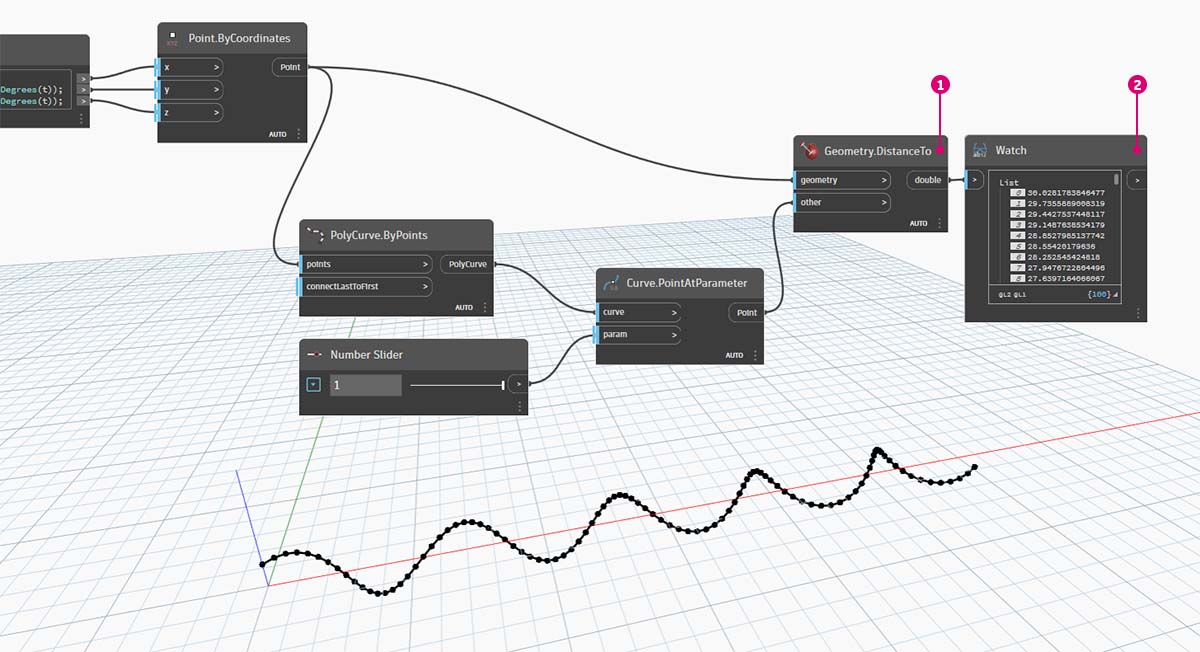 Degrees(t));
Degrees(t));
>
>
>
Point.ByCoordinates
XYZ
x >
y >
z >
Point
AUTO
PolyCurve.ByPoints
points >
connectLastToFirst >
PolyCurve
AUTO
Number Slider
1
>
Curve.PointAtParameter
curve >
param >
Point
AUTO
1
Geometry.DistanceTo
geometry >
other >
double
AUTO
2
Watch
>
>
List
0 30.0281783846477
1 29.7355889008319
2 29.4427537448117
3 29.1487638534179
4 28.8527985137742
5 28.55420179636
6 28.252545424818
7 27.9476722864496
8 27.6397164066067
@L2 @L1 {100}